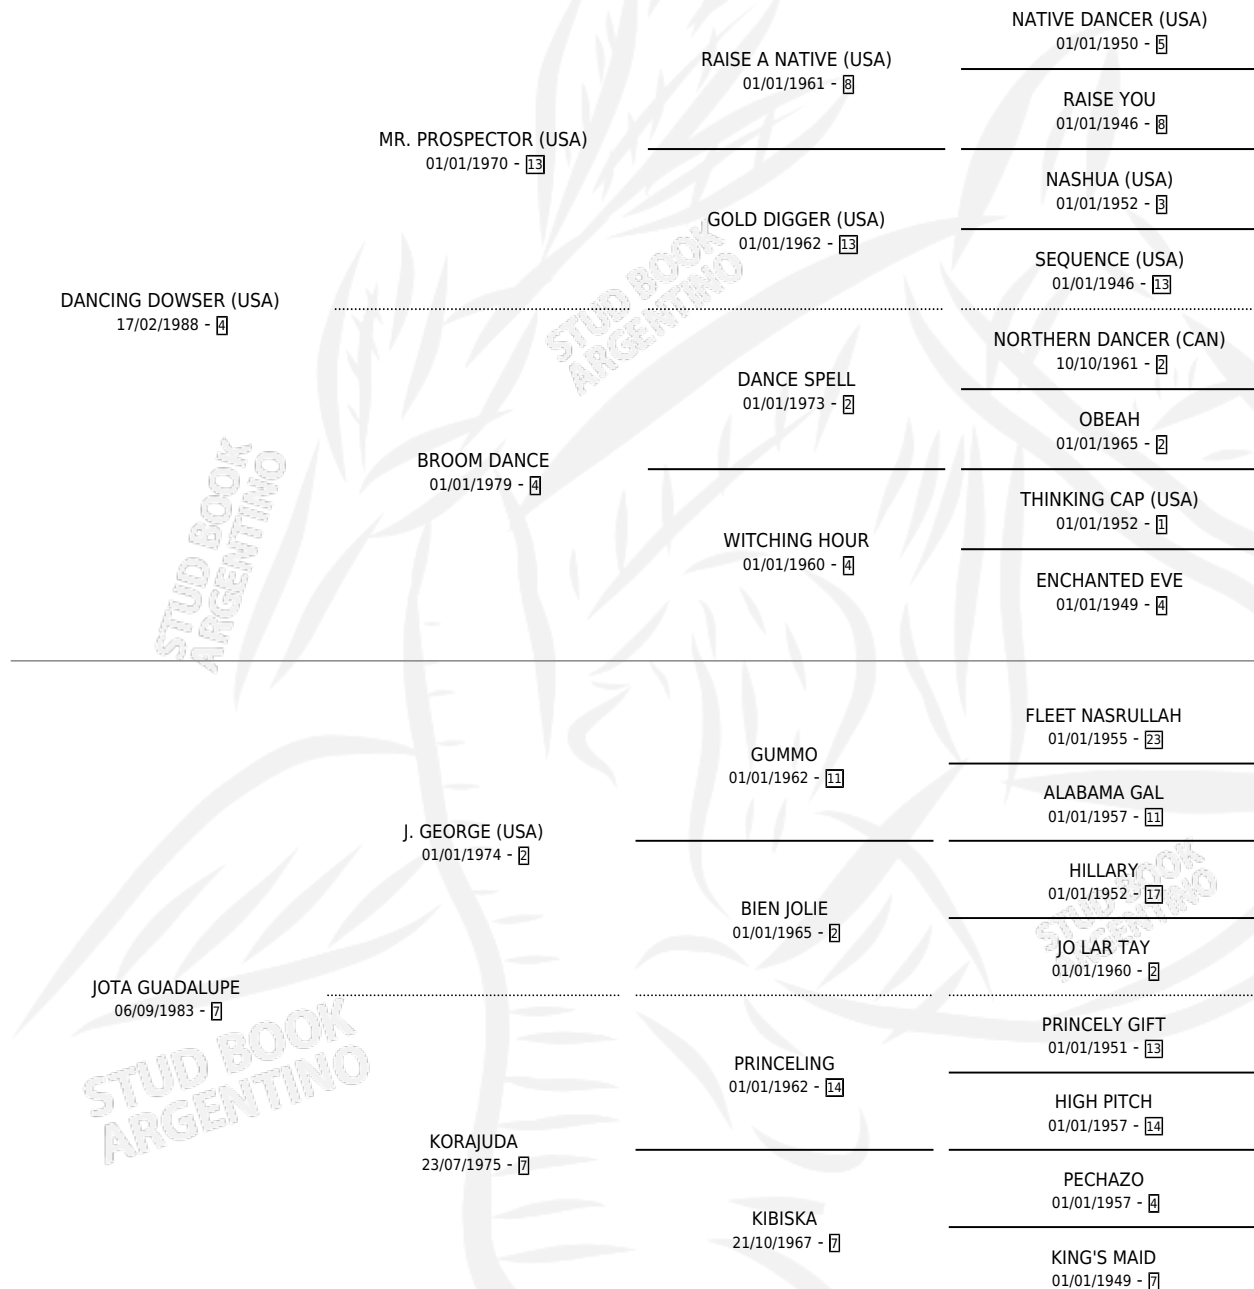 NATIVE DANCER (USA)
01/01/1950 - 5
RAISE A NATIVE (USA)
01/01/1961 - 8
RAISE YOU
01/01/1946 - 8
MR. PROSPECTOR (USA)
01/01/1970 - 13
NASHUA (USA)
01/01/1952 - 3
GOLD DIGGER (USA)
01/01/1962 - 13
SEQUENCE (USA)
01/01/1946 - 13
DANCING DOWSER (USA)
17/02/1988 - 4
NORTHERN DANCER (CAN)
10/10/1961 - 2
DANCE SPELL
01/01/1973 - 2
OBEAH
01/01/1965 - 2
BROOM DANCE
01/01/1979 - 4
THINKING CAP (USA)
01/01/1952 - 1
WITCHING HOUR
01/01/1960 - 4
ENCHANTED EVE
01/01/1949 - 4
FLEET NASRULLAH
01/01/1955 - 23
GUMMO
01/01/1962 - 11
ALABAMA GAL
01/01/1957 - 11
J. GEORGE (USA)
01/01/1974 - 2
HILLARY
01/01/1952 - 17
BIEN JOLIE
01/01/1965 - 2
JO LAR TAY
01/01/1960 - 2
JOTA GUADALUPE
06/09/1983 - 7
PRINCELY GIFT
01/01/1951 - 13
PRINCELING
01/01/1962 - 14
HIGH PITCH
01/01/1957 - 14
KORAJUDA
23/07/1975 - 7
PECHAZO
01/01/1957 - 4
KIBISKA
21/10/1967 - 7
KING'S MAID
01/01/1949 - 7
STUD BOOK
ARGENTINO
STUD BOOK
ARGENTINO
STUD BOOK
ARGENTINO
STUD BOOK
ARGENTINO